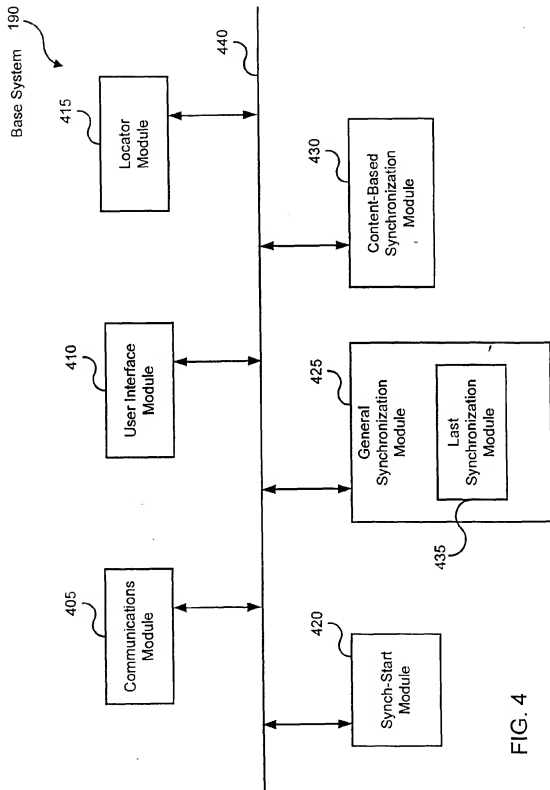 Base System 190
405
Communications
Module
410
User Interface
Module
415
Locator
Module
440
420
Synch-Start
Module
425
General
Synchronization
Module
Last
Synchronization
Module
435
430
Content-Based
Synchronization
Module
FIG. 4